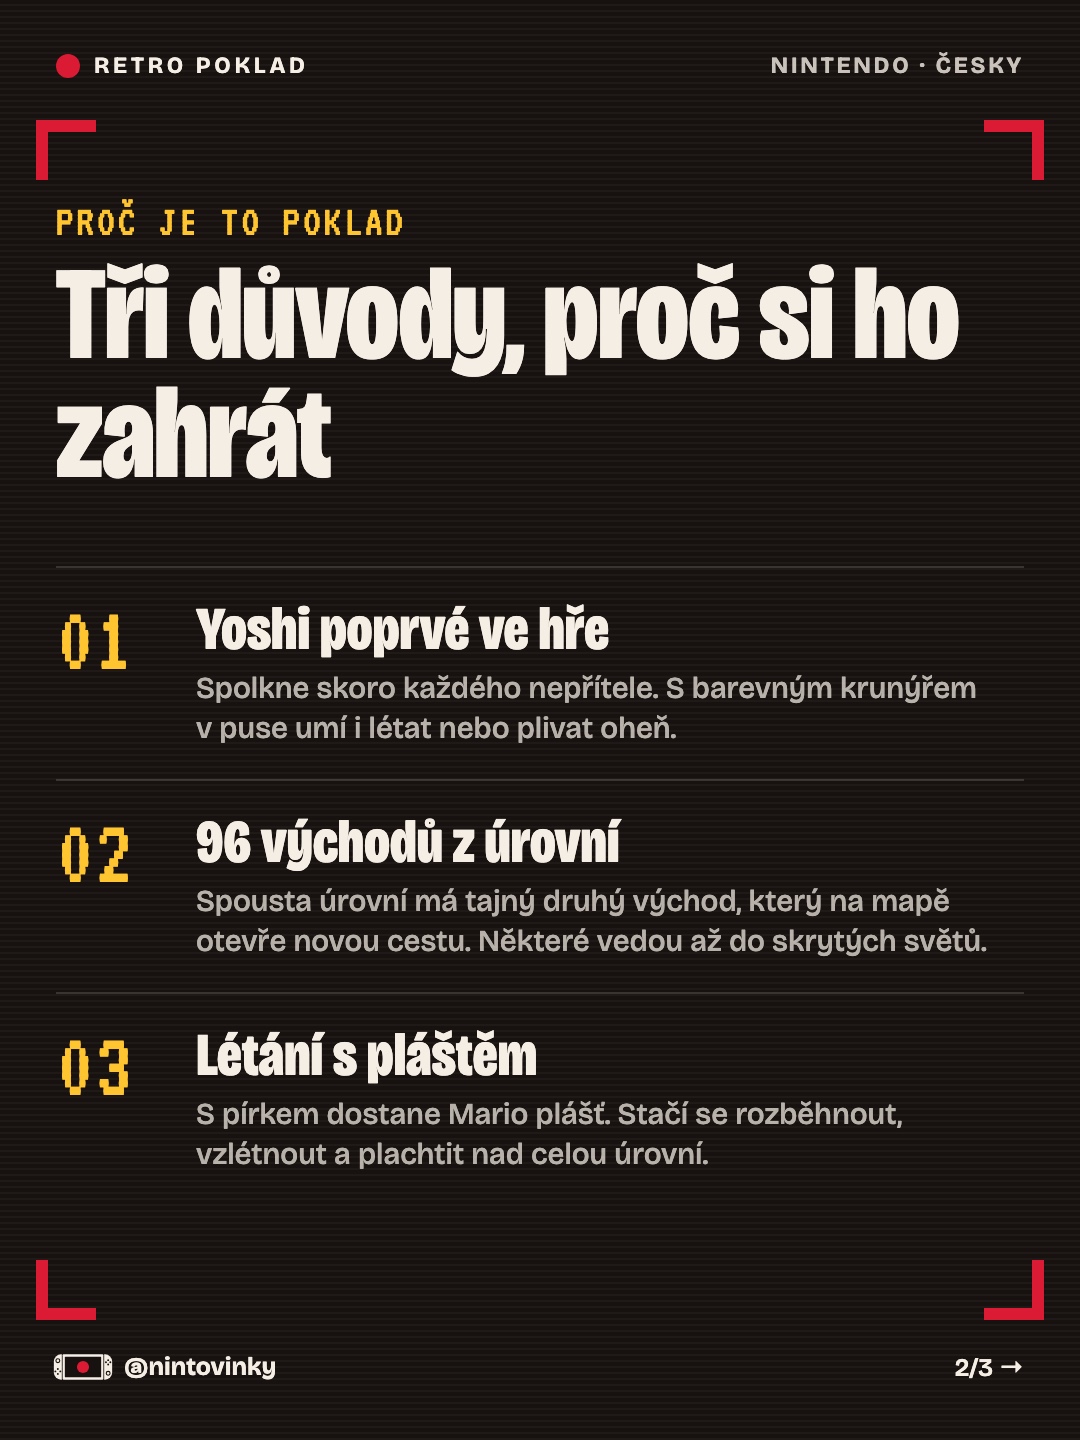 RETRO POKLAD
NINTENDO · ČESKY
PROČ JE TO POKLAD
Tři důvody, proč si ho
zahrát
01
Yoshi poprvé ve hře
Spolkne skoro každého nepřítele. S barevným krunýřem
v puse umí i létat nebo plivat oheň.
02
96 východů z úrovní
Spousta úrovní má tajný druhý východ, který na mapě
otevře novou cestu. Některé vedou až do skrytých světů.
03
Létání s pláštěm
S pírkem dostane Mario plášť. Stačí se rozběhnout,
vzlétnout a plachtit nad celou úrovní.
@nintovinky
2/3 →